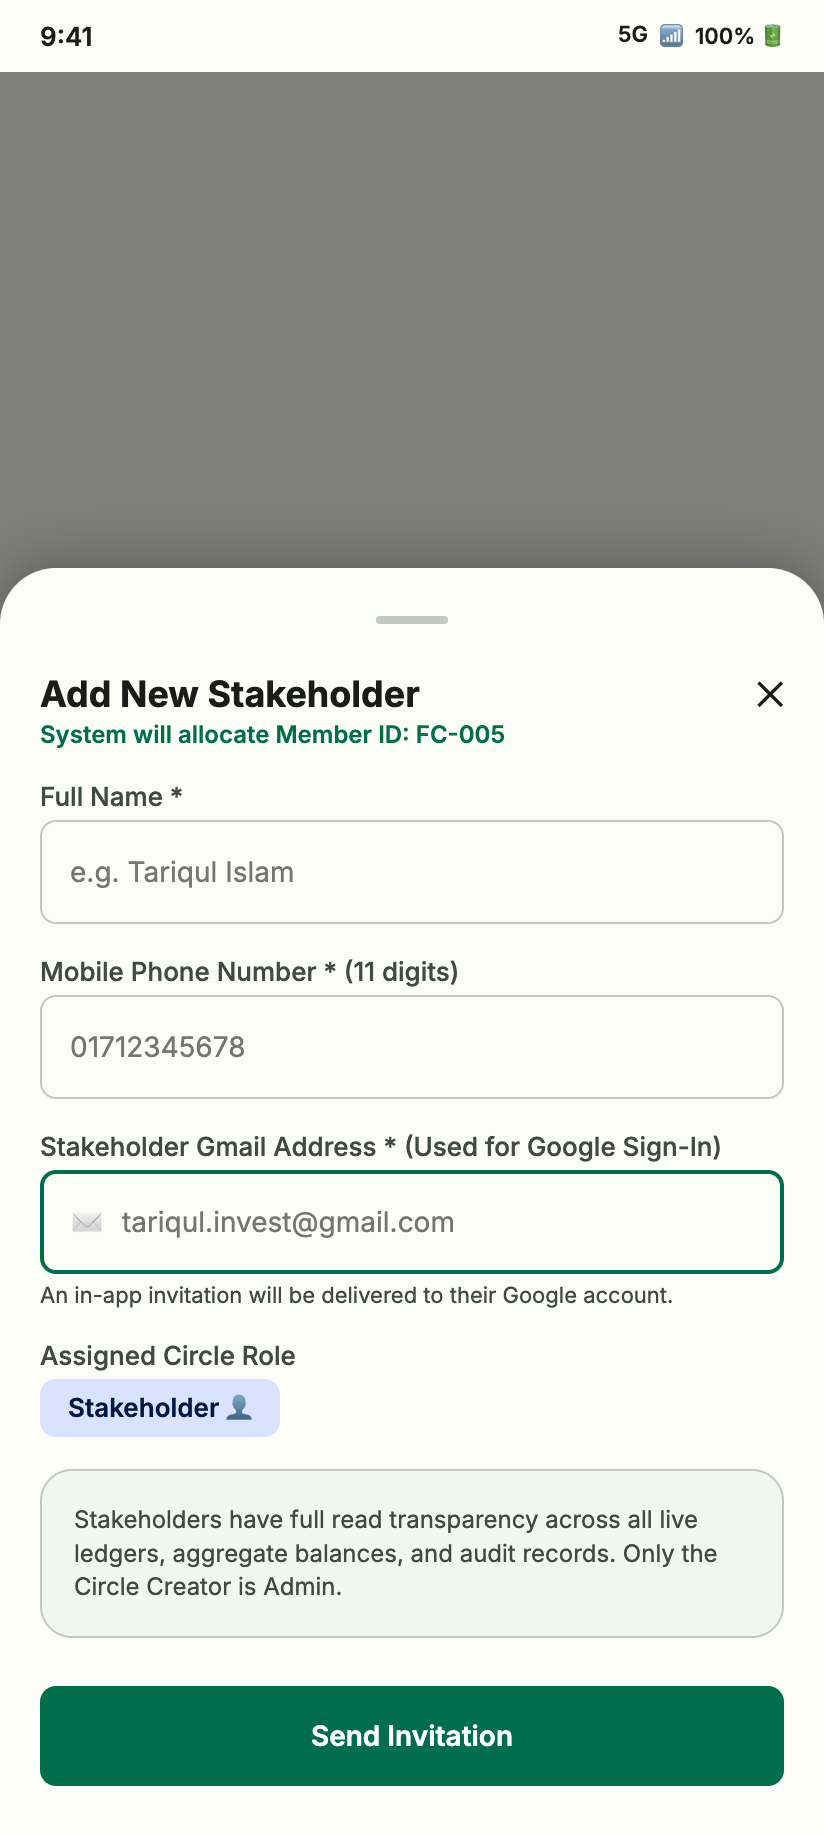 9:41
5G 100%
Add New Stakeholder
System will allocate Member ID: FC-005
Full Name *
e.g. Tariqul Islam
Mobile Phone Number * (11 digits)
01712345678
Stakeholder Gmail Address * (Used for Google Sign-In)
tariqul.invest@gmail.com
An in-app invitation will be delivered to their Google account.
Assigned Circle Role
Stakeholder
Stakeholders have full read transparency across all live
ledgers, aggregate balances, and audit records. Only the
Circle Creator is Admin.
Send Invitation